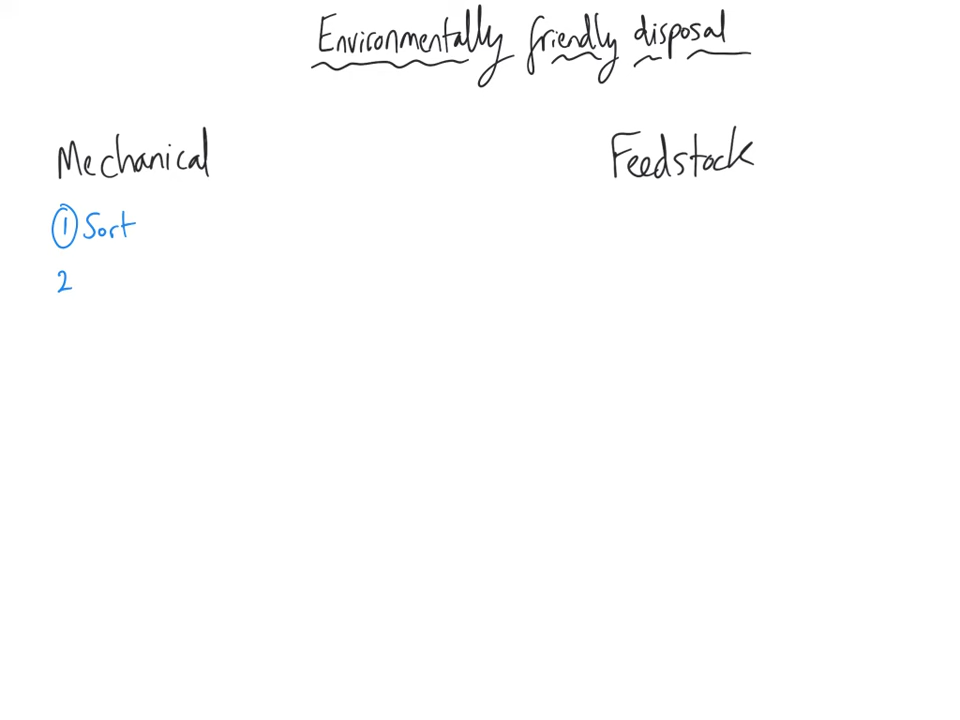 Environmentally friendly disposal
Mechanical
Feedstock
① Sort
2